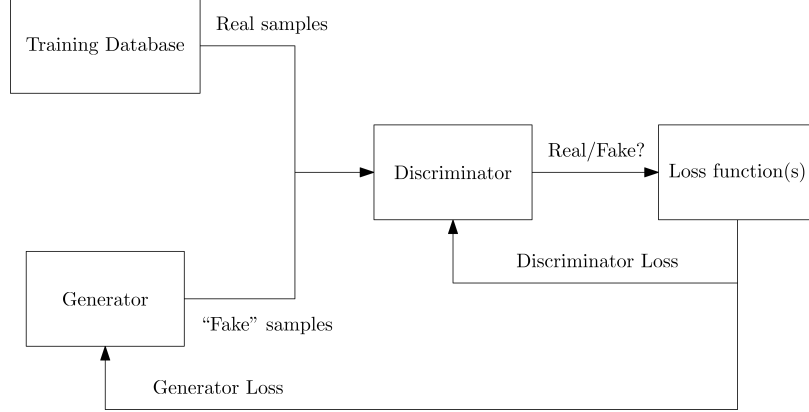 Real samples
Training Database
Real/Fake?
Discriminator
Loss function(s)
Discriminator Loss
Generator
“Fake” samples
Generator Loss